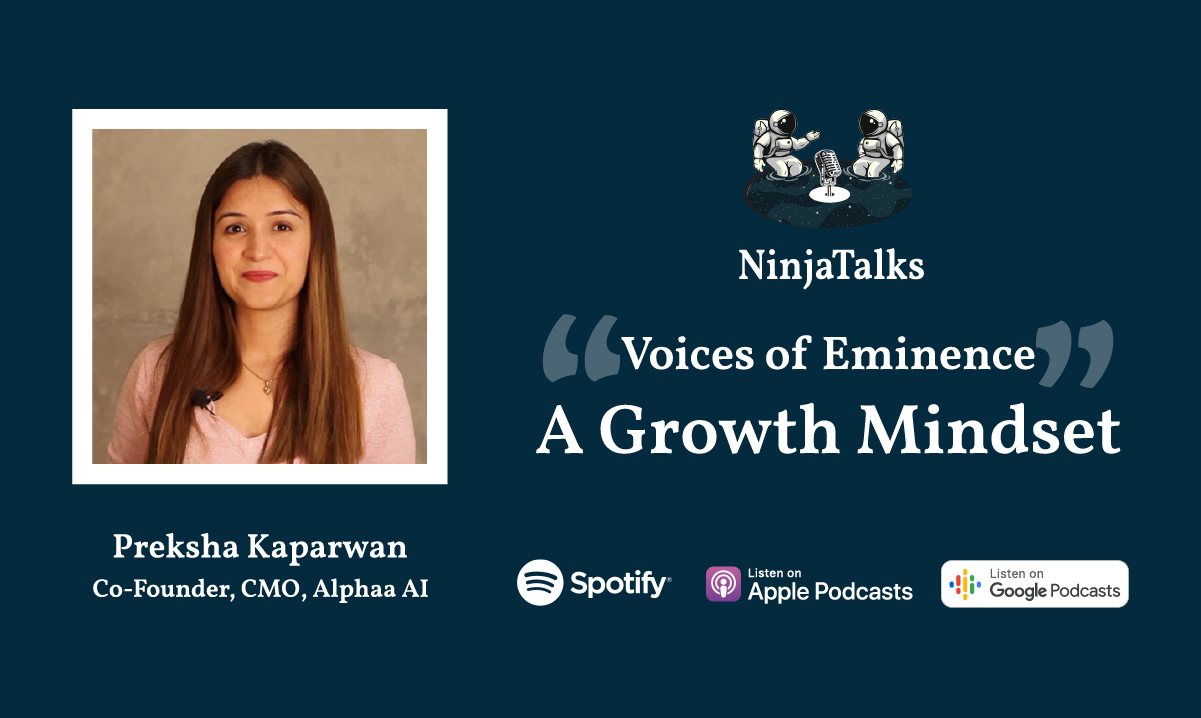 NinjaTalks
“Voices of Eminence”
A Growth Mindset
Preksha Kaparwan
Co-Founder, CMO, Alphaa AI
Spotify®
Listen on
Apple Podcasts
Listen on
Google Podcasts